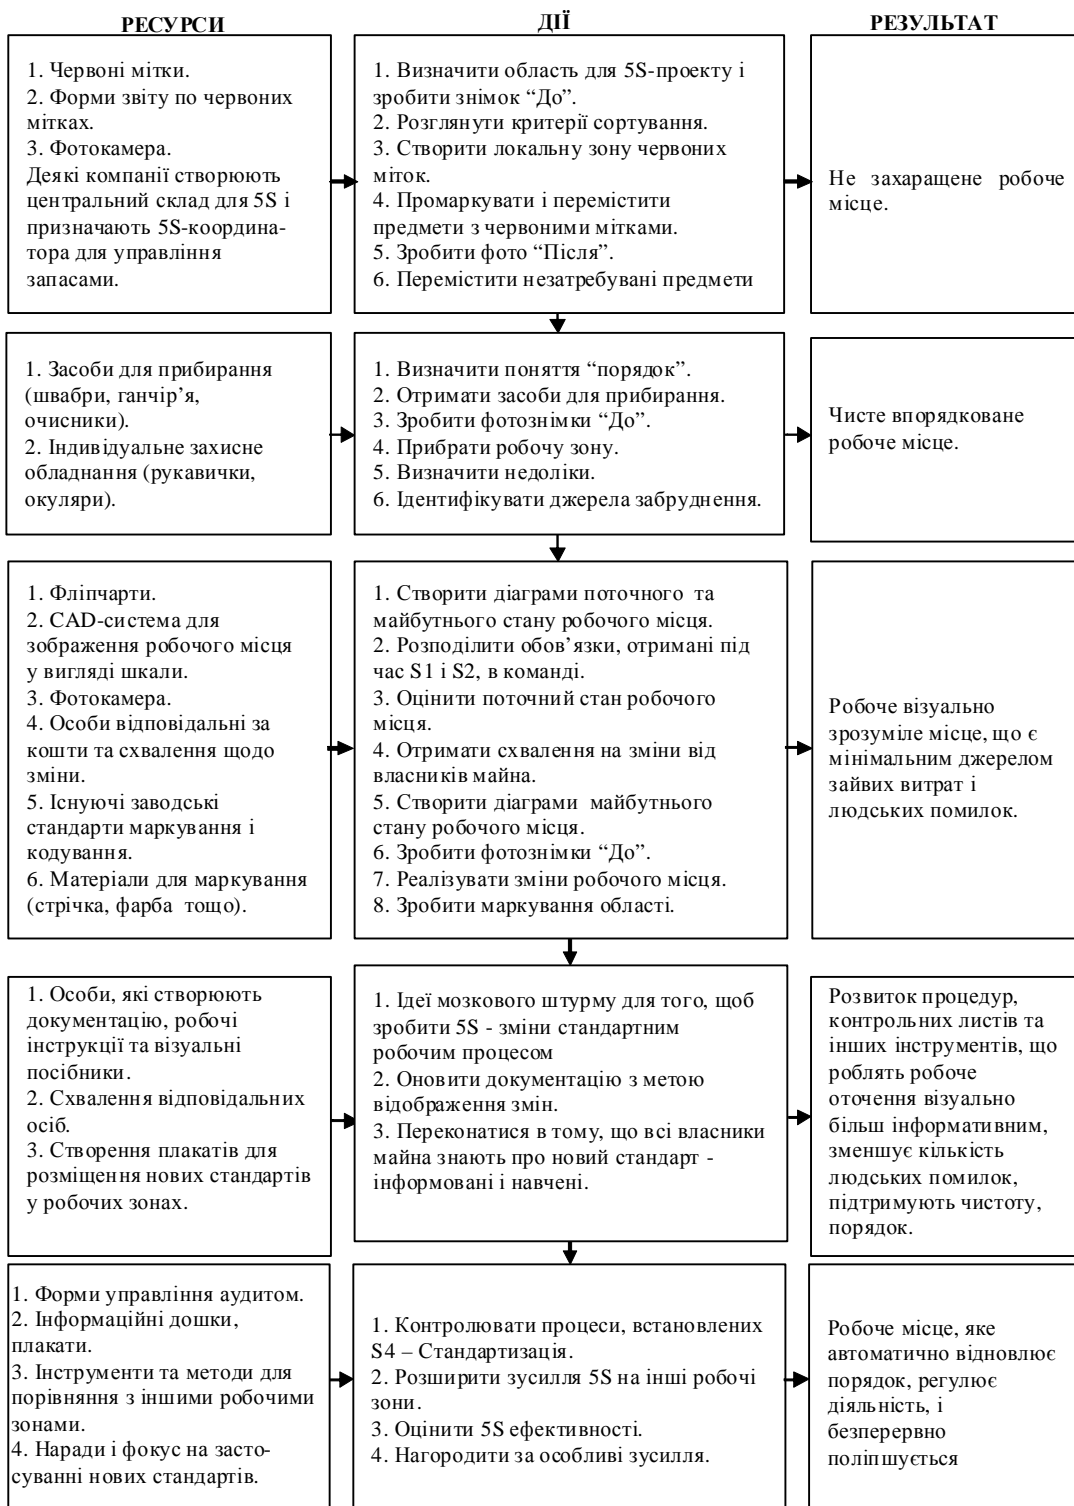 РЕСУРСИ
ДІЇ
РЕЗУЛЬТАТ
1. Червоні мітки.
2. Форми звіту по червоних
мітках.
3. Фотокамера.
Деякі компанії створюють
центральний склад для 5S і
призначають 5S-координа-
тора для управління
запасами.
1. Визначити область для 5S-проекту і
зробити знімок “До”.
2. Розглянути критерії сортування.
3. Створити локальну зону червоних
міток.
4. Промаркувати і перемістити
предмети з червоними мітками.
5. Зробити фото “Після”.
6. Перемістити незатребувані предмети
Не захаращене робоче
місце.
1. Засоби для прибирання
(швабри, ганчір’я,
очисники).
2. Індивідуальне захисне
обладнання (рукавички,
окуляри).
1. Визначити поняття “порядок”.
2. Отримати засоби для прибирання.
3. Зробити фотознімки “До”.
4. Прибрати робочу зону.
5. Визначити недоліки.
6. Ідентифікувати джерела забруднення.
Чисте впорядковане
робоче місце.
1. Фліпчарти.
2. CAD-система для
зображення робочого місця
у вигляді шкали.
3. Фотокамера.
4. Особи відповідальні за
кошти та схвалення щодо
зміни.
5. Існуючі заводські
стандарти маркування і
кодування.
6. Матеріали для маркування
(стрічка, фарба тощо).
1. Створити діаграми поточного та
майбутнього стану робочого місця.
2. Розподілити обов’язки, отримані під
час S1 і S2, в команді.
3. Оцінити поточний стан робочого
місця.
4. Отримати схвалення на зміни від
власників майна.
5. Створити діаграми майбутнього
стану робочого місця.
6. Зробити фотознімки “До”.
7. Реалізувати зміни робочого місця.
8. Зробити маркування області.
Робоче візуально
зрозуміле місце, що є
мінімальним джерелом
зайвих витрат і
людських помилок.
1. Особи, які створюють
документацію, робочі
інструкції та візуальні
посібники.
2. Схвалення відповідальних
осіб.
3. Створення плакатів для
розміщення нових стандартів
у робочих зонах.
1. Ідеї мозкового штурму для того, щоб
зробити 5S - зміни стандартним
робочим процесом
2. Оновити документацію з метою
відображення змін.
3. Переконатися в тому, що всі власники
майна знають про новий стандарт -
інформовані і навчені.
Розвиток процедур,
контрольних листів та
інших інструментів, що
роблять робоче
оточення візуально
більш інформативним,
зменшує кількість
людських помилок,
підтримують чистоту,
порядок.
1. Форми управління аудитом.
2. Інформаційні дошки,
плакати.
3. Інструменти та методи для
порівняння з іншими робочими
зонами.
4. Наради і фокус на засто-
суванні нових стандартів.
1. Контролювати процеси, встановлених
S4 – Стандартизація.
2. Розширити зусилля 5S на інші робочі
зони.
3. Оцінити 5S ефективності.
4. Нагородити за особливі зусилля.
Робоче місце, яке
автоматично відновлює
порядок, регулює
діяльність, і
безперервно
поліпшується